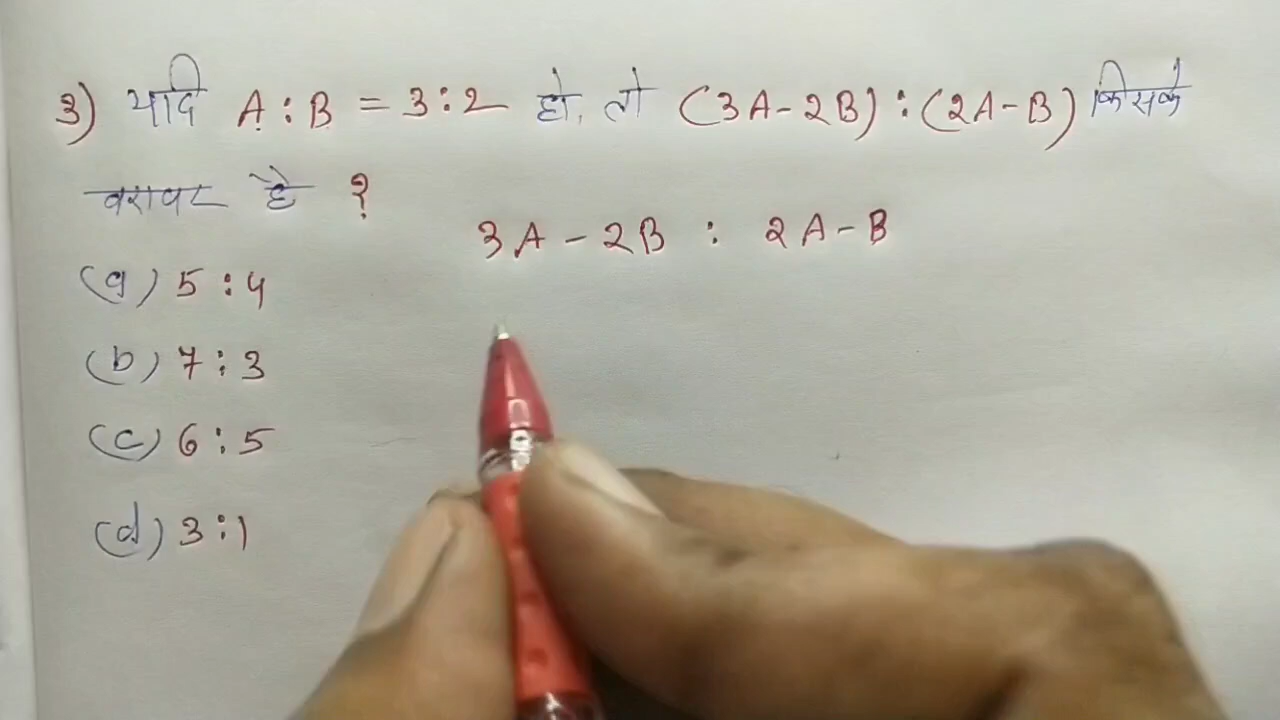 3) यदि A : B = 3 : 2 हो, तो (3A - 2B) : (2A - B) किसके
बराबर है ?
3A - 2B : 2A - B
(a) 5 : 4
(b) 7 : 3
(c) 6 : 5
(d) 3 : 1